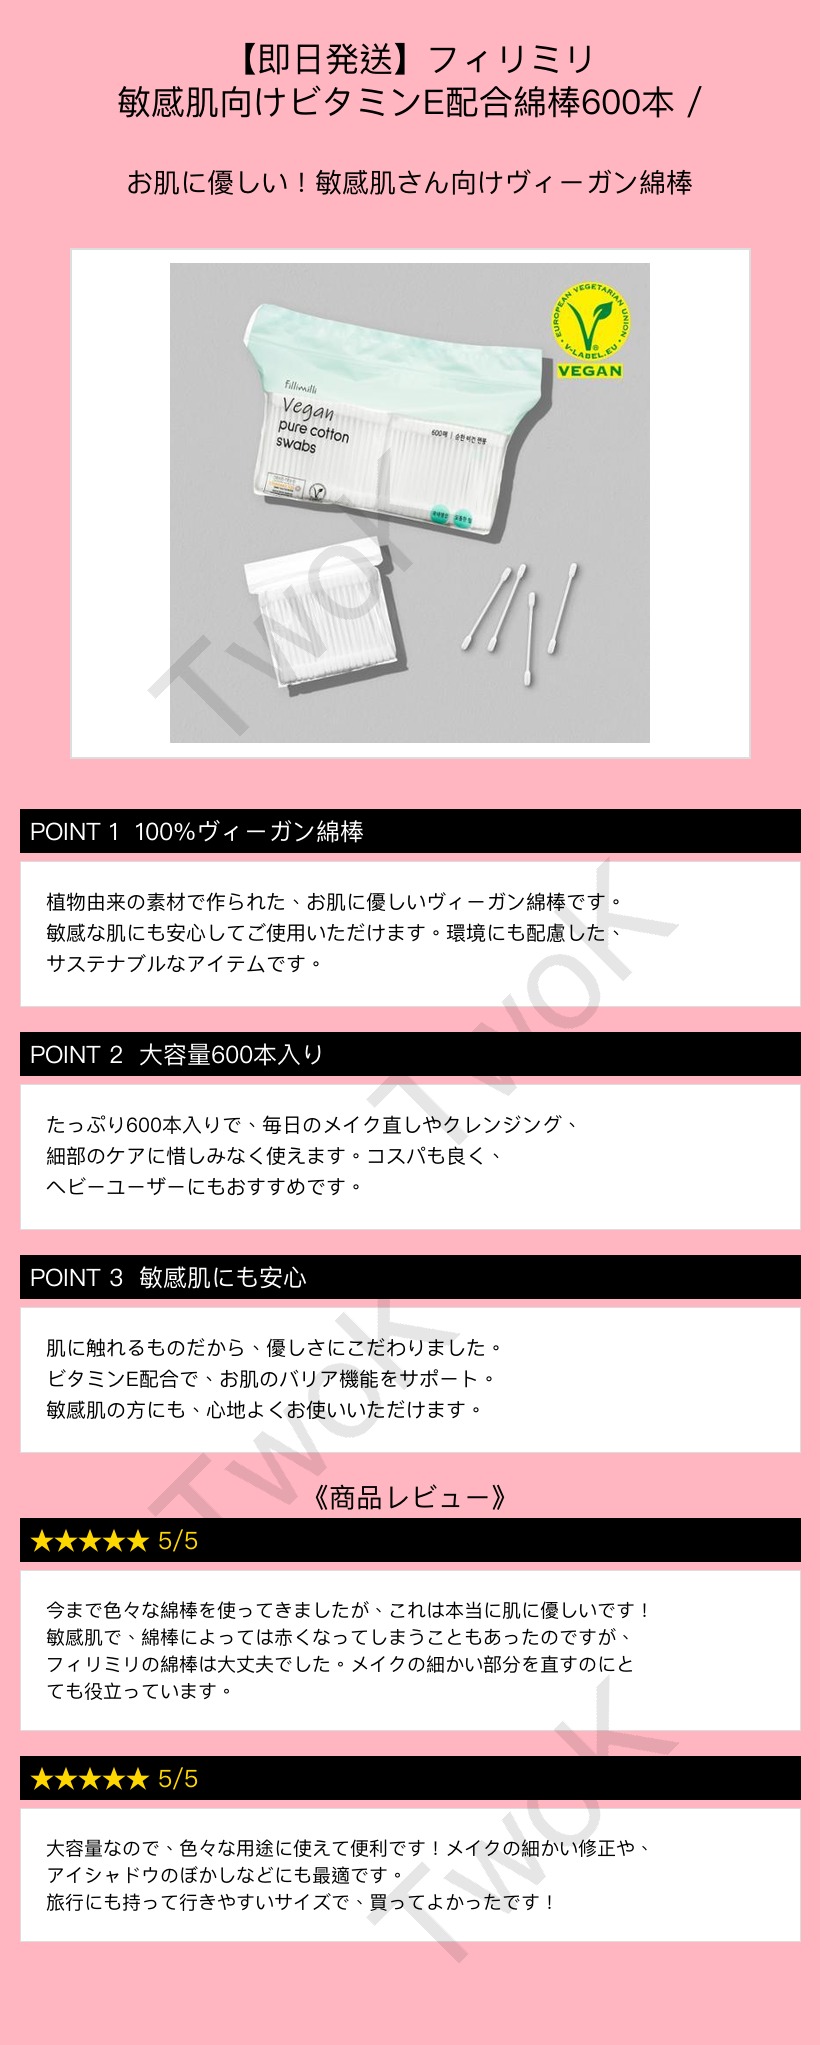 【即日発送】フィリミリ
敏感肌向けビタミンE配合綿棒600本 /
お肌に優しい！敏感肌さん向けヴィーガン綿棒
EUROPEAN VEGETARIAN UNION
V-LABEL.EU
VEGAN
fillimilli
Vegan
pure cotton
swabs
600매 | 순한 비건 면봉
TwoK
POINT 1 100%ヴィーガン綿棒
植物由来の素材で作られた、お肌に優しいヴィーガン綿棒です。
敏感な肌にも安心してご使用いただけます。環境にも配慮した、
サステナブルなアイテムです。
TwoK
POINT 2 大容量600本入り
たっぷり600本入りで、毎日のメイク直しやクレンジング、
細部のケアに惜しみなく使えます。コスパも良く、
ヘビーユーザーにもおすすめです。
POINT 3 敏感肌にも安心
肌に触れるものだから、優しさにこだわりました。
ビタミンE配合で、お肌のバリア機能をサポート。
敏感肌の方にも、心地よくお使いいただけます。
TwoK
《商品レビュー》
★★★★★ 5/5
今まで色々な綿棒を使ってきましたが、これは本当に肌に優しいです！
敏感肌で、綿棒によっては赤くなってしまうこともあったのですが、
フィリミリの綿棒は大丈夫でした。メイクの細かい部分を直すのにと
ても役立っています。
★★★★★ 5/5
大容量なので、色々な用途に使えて便利です！メイクの細かい修正や、
アイシャドウのぼかしなどにも最適です。
旅行にも持って行きやすいサイズで、買ってよかったです！
TwoK